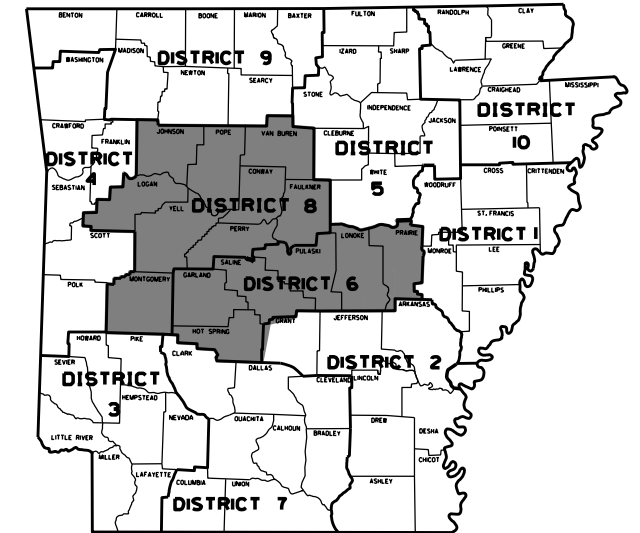 BENTON CARROLL BOONE MARION BAXTER FULTON RANDOLPH CLAY
WASHINGTON MADISON DISTRICT 9 IZARD SHARP LAWRENCE GREENE
NEWTON SEARCY STONE INDEPENDENCE CRAIGHEAD MISSISSIPPI
DISTRICT
10
POINSETT
JACKSON
CRAWFORD FRANKLIN JOHNSON POPE VAN BUREN CLEBURNE
DISTRICT
4
DISTRICT
5
WHITE
SEBASTIAN LOGAN CONWAY FAULKNER WOODRUFF CROSS CRITTENDEN
YELL DISTRICT 8
ST. FRANCIS
SCOTT PERRY PULASKI LONOKE PRAIRIE MONROE DISTRICT 1
LEE
SALINE
POLK MONTGOMERY GARLAND DISTRICT 6 PHILLIPS
ARKANSAS
HOT SPRING GRANT JEFFERSON
HOWARD PIKE CLARK
SEVIER DALLAS DISTRICT 2
DISTRICT
3
CLEVELAND LINCOLN
HEMPSTEAD NEVADA OUACHITA CALHOUN BRADLEY DREW DESHA
LITTLE RIVER
MILLER LAFAYETTE COLUMBIA UNION ASHLEY CHICOT
DISTRICT 7